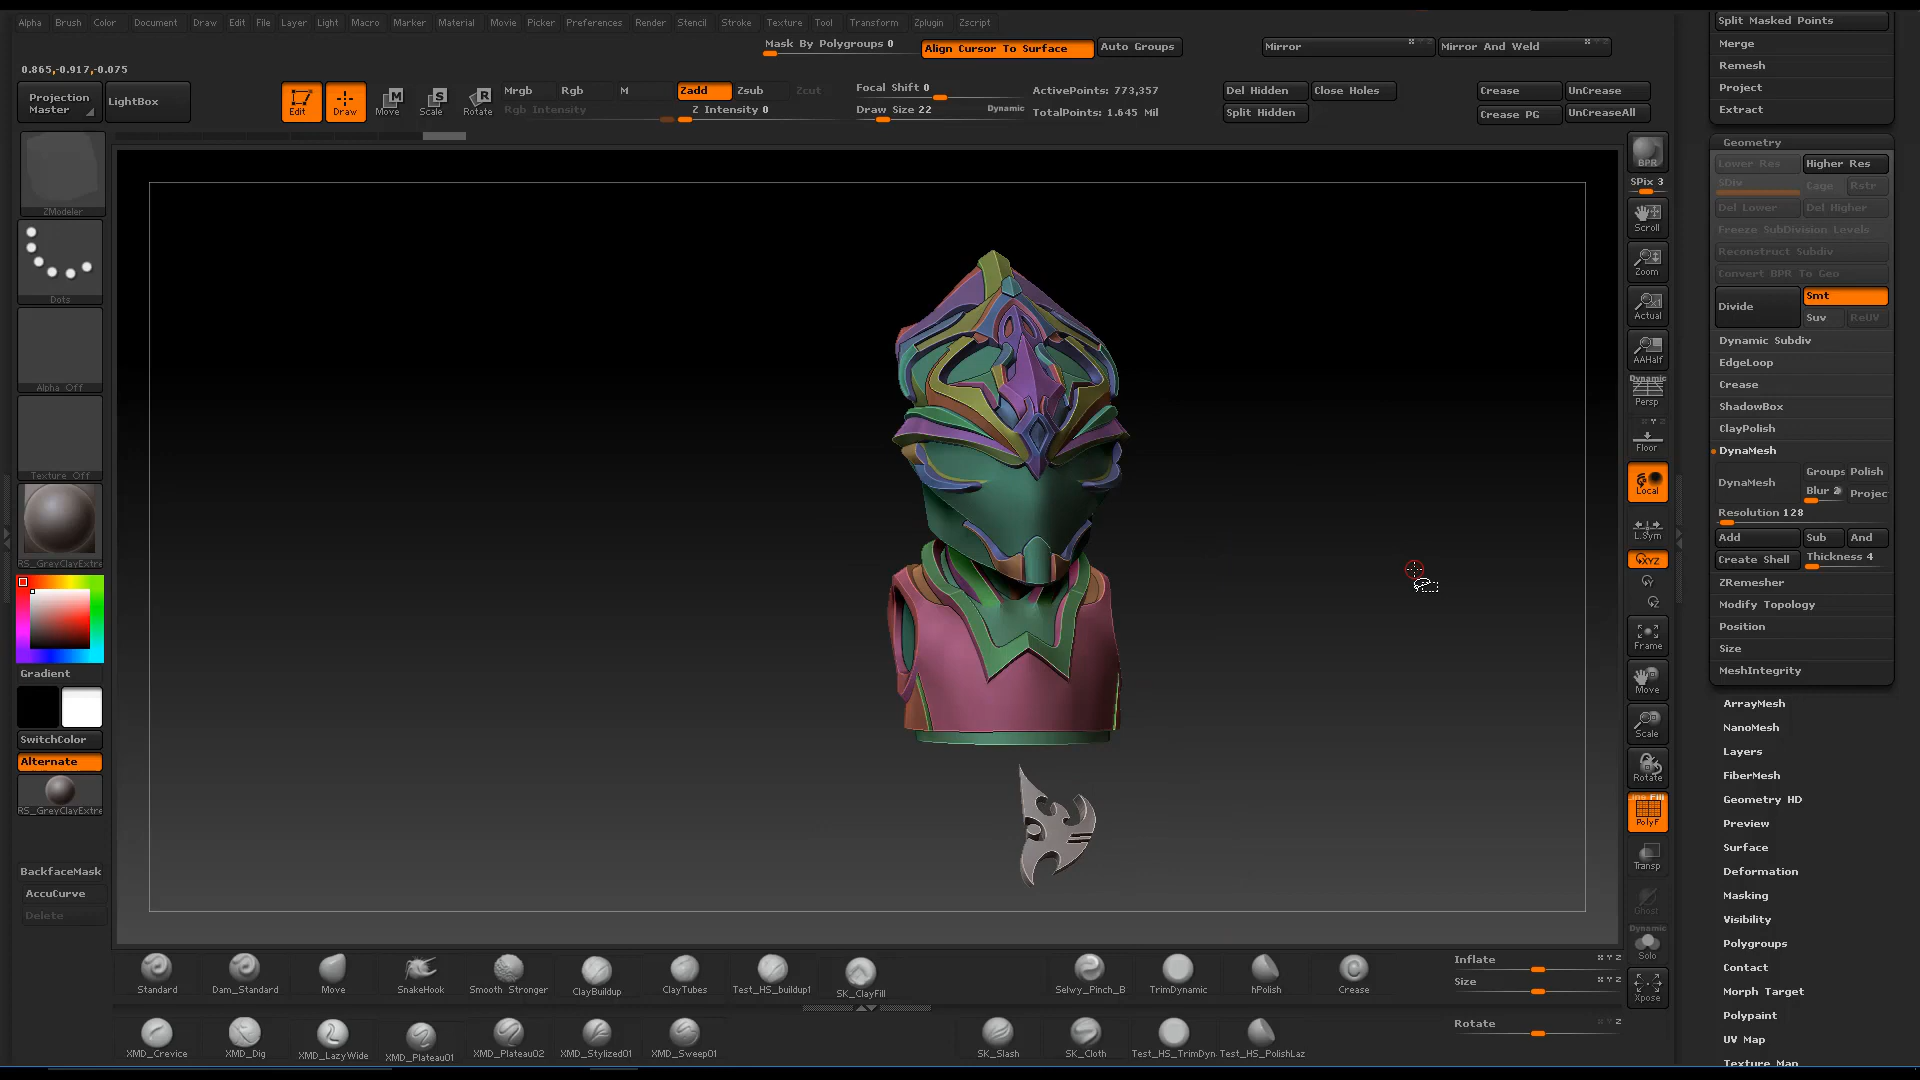 Alpha Brush Color Document Draw Edit File Layer Light Macro Marker Material Movie Picker Preferences Render Stencil Stroke Texture Tool Transform Zplugin Zscript
Mask By Polygroups 0
Align Cursor To Surface
Auto Groups
Mirror
Mirror And Weld
0.865,-0.917,-0.075
Projection Master
LightBox
Edit
Draw
Move
Scale
Rotate
Mrgb
Rgb
M
Rgb Intensity
Zadd
Zsub
Zcut
Z Intensity 0
Focal Shift 0
Draw Size 22
Dynamic
ActivePoints: 773,357
TotalPoints: 1.645 Mil
Del Hidden
Close Holes
Split Hidden
Crease
UnCrease
Crease PG
UnCreaseAll
ZModeler
Dots
Alpha Off
Texture Off
RS_GreyClayExtre
Gradient
SwitchColor
Alternate
RS_GreyClayExtre
BackfaceMask
AccuCurve
Delete
BPR
SPix 3
Scroll
Zoom
Actual
AAHalf
Dynamic
Persp
Floor
Local
L.Sym
XYZ
Frame
Move
Scale
Rotate
PolyF
Transp
Ghost
Dynamic
Solo
Xpose
Split Masked Points
Merge
Remesh
Project
Extract
Geometry
Lower Res
Higher Res
SDiv
Cage
Rstr
Del Lower
Del Higher
Freeze SubDivision Levels
Reconstruct Subdiv
Convert BPR To Geo
Divide
Smt
Suv
ReUV
Dynamic Subdiv
EdgeLoop
Crease
ShadowBox
ClayPolish
DynaMesh
DynaMesh
Groups
Polish
Blur 2
Projec
Resolution 128
Add
Sub
And
Create Shell
Thickness 4
ZRemesher
Modify Topology
Position
Size
MeshIntegrity
ArrayMesh
NanoMesh
Layers
FiberMesh
Geometry HD
Preview
Surface
Deformation
Masking
Visibility
Polygroups
Contact
Morph Target
Polypaint
UV Map
Texture Map
Standard
Dam_Standard
Move
SnakeHook
Smooth Stronger
ClayBuildup
ClayTubes
Test_HS_buildup1
SK_ClayFill
Selwy_Pinch_B
TrimDynamic
hPolish
Crease
Inflate
Size
Rotate
XMD_Crevice
XMD_Dig
XMD_LazyWide
XMD_Plateau01
XMD_Plateau02
XMD_Stylized01
XMD_Sweep01
SK_Slash
SK_Cloth
Test_HS_TrimDyn
Test_HS_PolishLaz